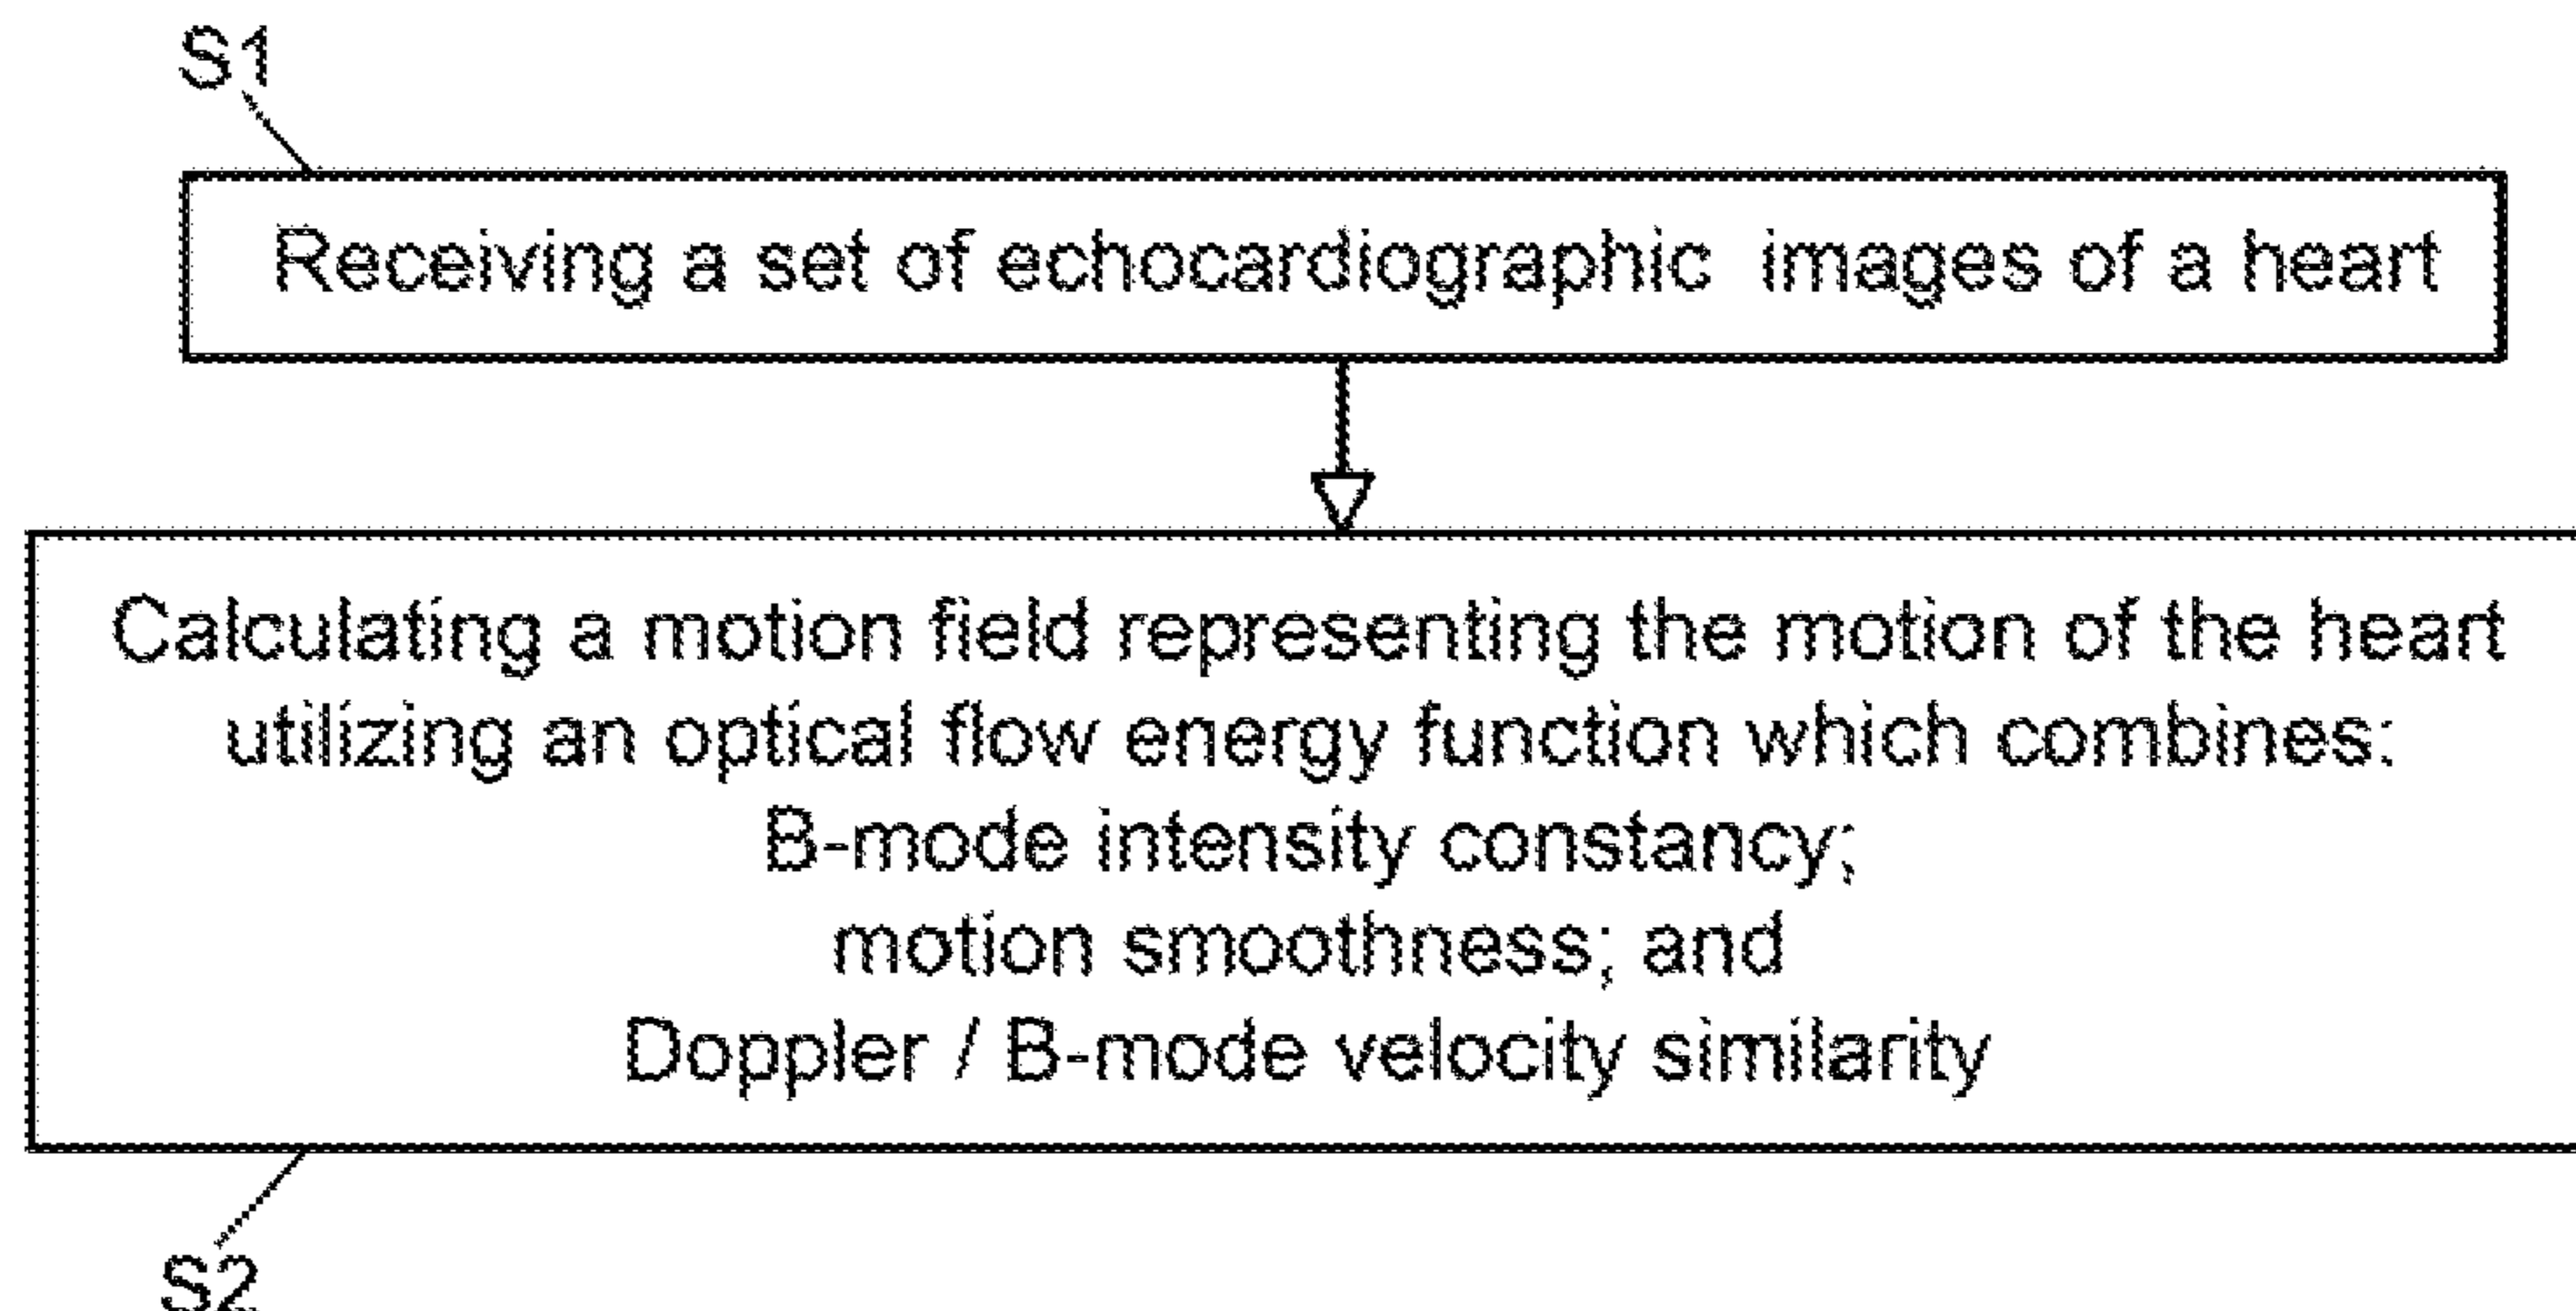 S1
Receiving a set of echocardiographic images of a heart
Calculating a motion field representing the motion of the heart
utilizing an optical flow energy function which combines:
B-mode intensity constancy;
motion smoothness; and
Doppler / B-mode velocity similarity
S2